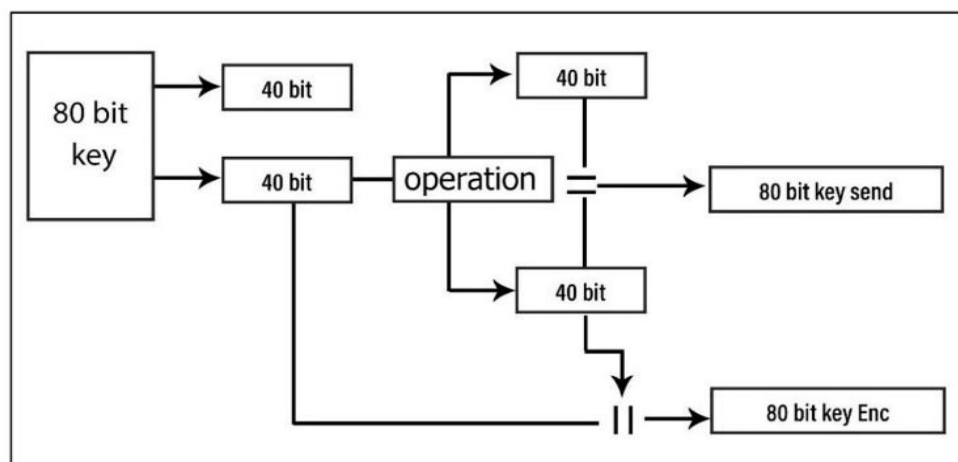 80 bit
key
40 bit
40 bit
operation
40 bit
40 bit
80 bit key send
80 bit key Enc